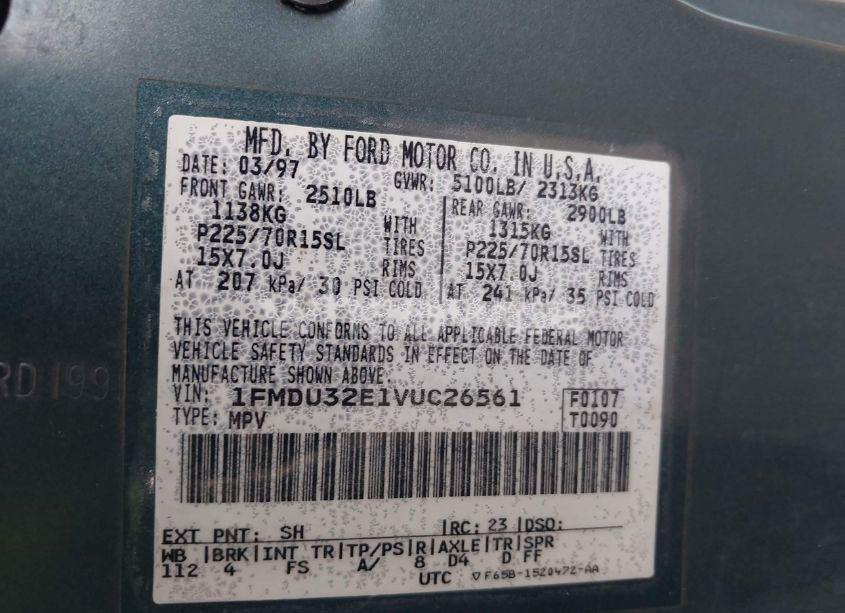 MFD. BY FORD MOTOR CO. IN U.S.A.
DATE: 03/97 GVWR: 5100LB/ 2313KG
FRONT GAWR: 2510LB REAR GAWR: 2900LB
1138KG WITH 1315KG WITH
P225/70R15SL TIRES P225/70R15SL TIRES
15X7.0J RIMS 15X7.0J RIMS
AT 207 kPa/ 30 PSI COLD AT 241 kPa/ 35 PSI COLD
THIS VEHICLE CONFORMS TO ALL APPLICABLE FEDERAL MOTOR
VEHICLE SAFETY STANDARDS IN EFFECT ON THE DATE OF
MANUFACTURE SHOWN ABOVE.
VIN: 1FMDU32E1VUC26561 F0107
TYPE: MPV T0090
EXT PNT: SH RC: 23 DSO:
WB BRK INT TR TP/PS R AXLE TR SPR
112 4 FS A/ 8 D4 D FF
UTC ▽F65B-1520472-AA
RD 199